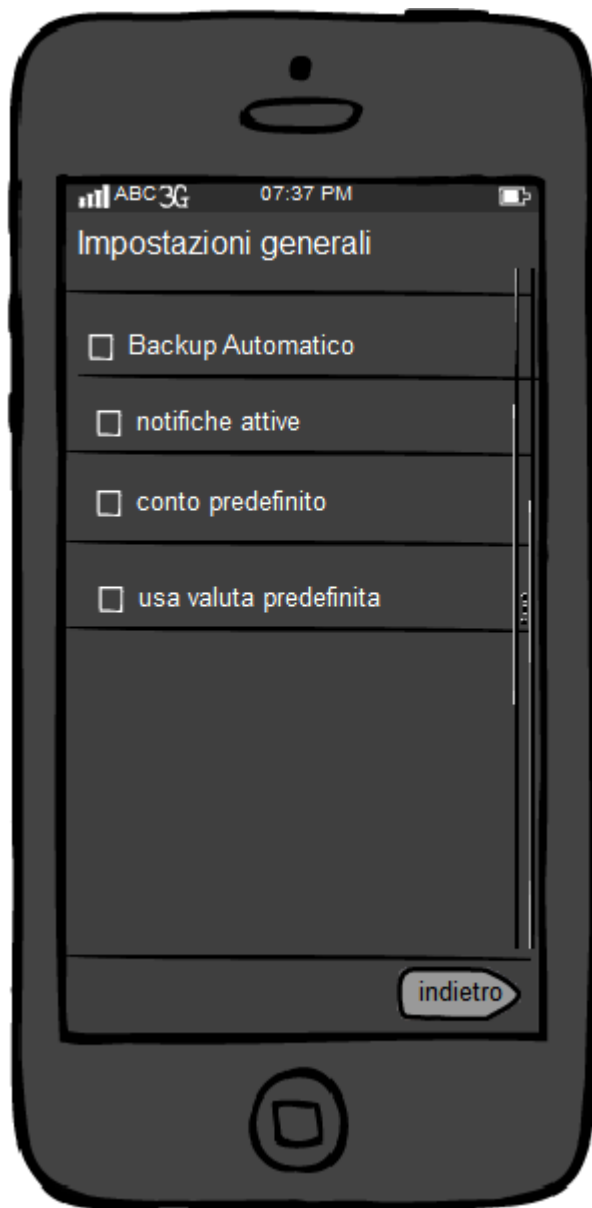 ABC 3G 07:37 PM
Impostazioni generali
Backup Automatico
notifiche attive
conto predefinito
usa valuta predefinita
indietro